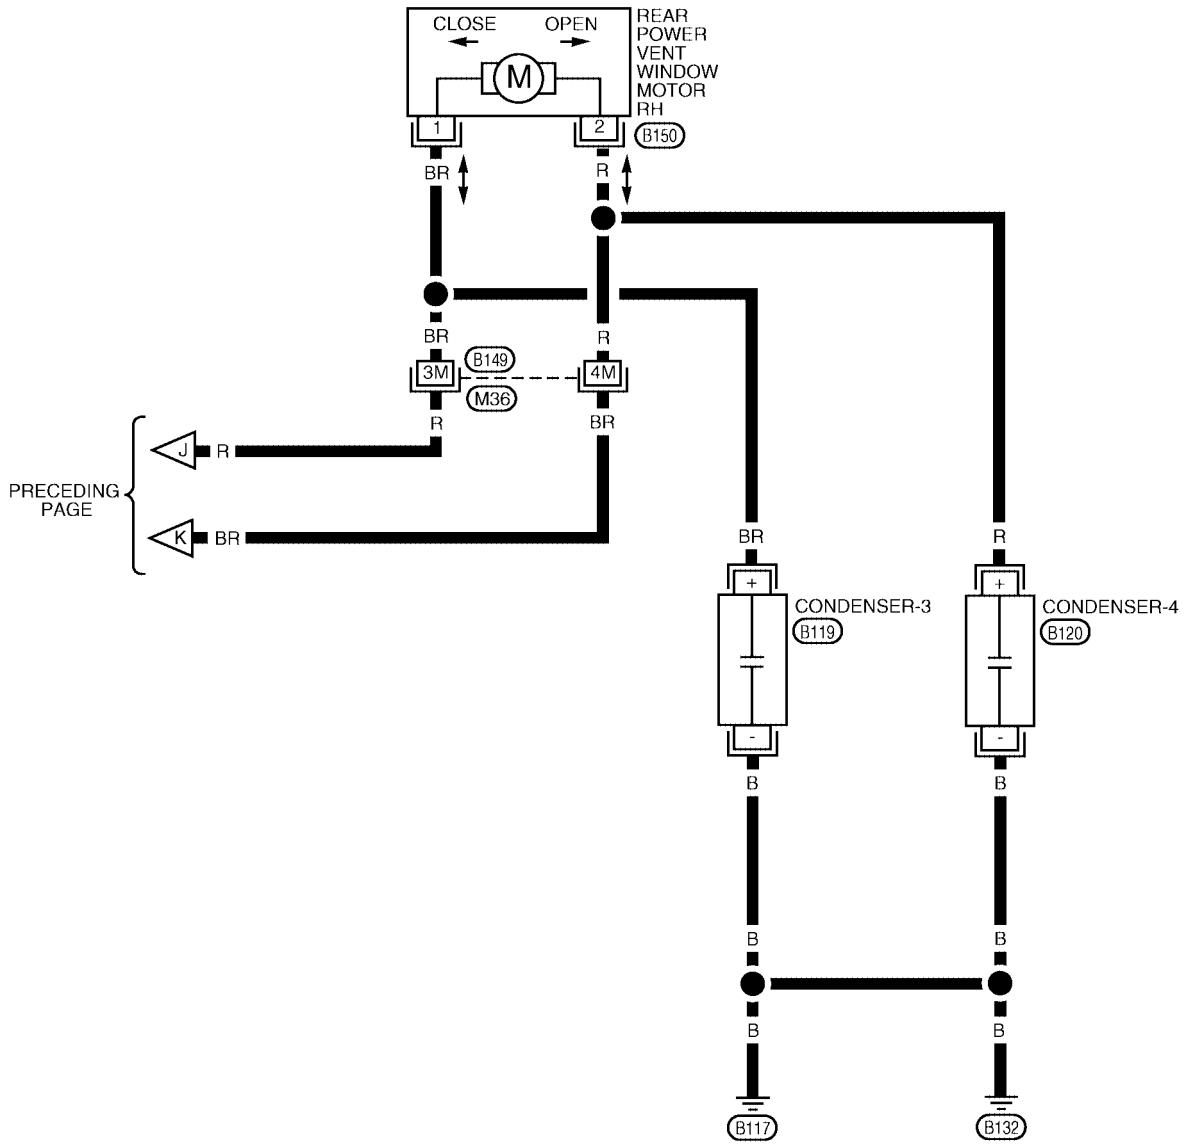 CLOSE OPEN
REAR
POWER
VENT
WINDOW
MOTOR
RH
M
1 2
B150
BR R
BR R
B149
3M 4M
M36
R BR
J R
PRECEDING
PAGE
K BR
BR R
+ +
CONDENSER-3 CONDENSER-4
B119 B120
- -
B B
B B
B B
B117 B132